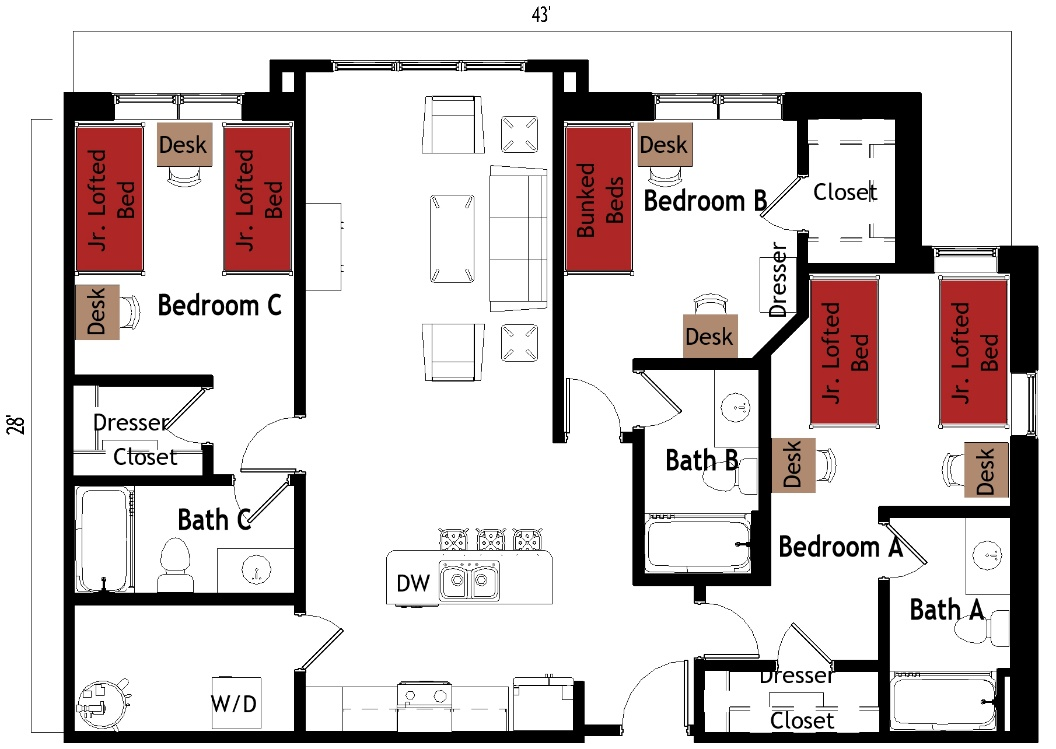 43'
28'
Jr. Lofted
Bed
Desk
Jr. Lofted
Bed
Desk
Bedroom C
Dresser
Closet
Bath C
W/D
DW
Bunked
Beds
Desk
Bedroom B
Closet
Dresser
Desk
Bath B
Jr. Lofted
Bed
Jr. Lofted
Bed
Desk
Desk
Bedroom A
Bath A
Dresser
Closet